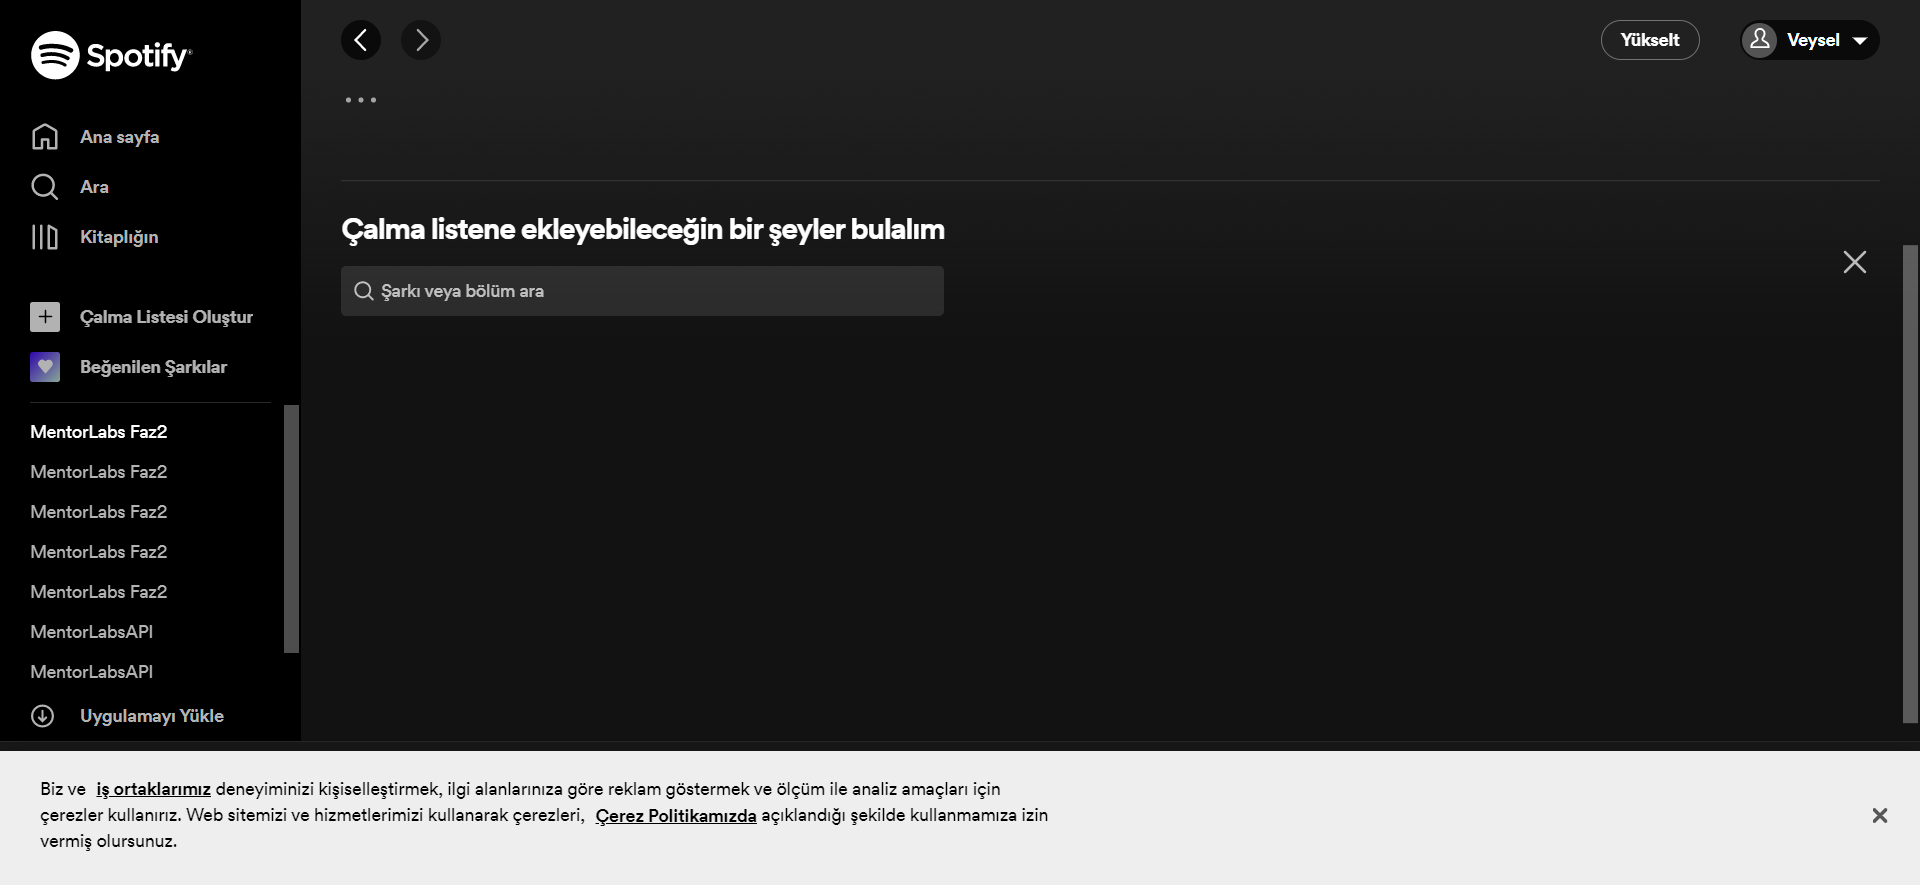 Spotify
Ana sayfa
Ara
Kitaplığın
Çalma Listesi Oluştur
Beğenilen Şarkılar
MentorLabs Faz2
MentorLabs Faz2
MentorLabs Faz2
MentorLabs Faz2
MentorLabs Faz2
MentorLabsAPI
MentorLabsAPI
Uygulamayı Yükle
Yükselt
Veysel
Çalma listene ekleyebileceğin bir şeyler bulalım
Şarkı veya bölüm ara
Biz ve iş ortaklarımız deneyiminizi kişiselleştirmek, ilgi alanlarınıza göre reklam göstermek ve ölçüm ile analiz amaçları için
çerezler kullanırız. Web sitemizi ve hizmetlerimizi kullanarak çerezleri, Çerez Politikamızda açıklandığı şekilde kullanmamıza izin
vermiş olursunuz.